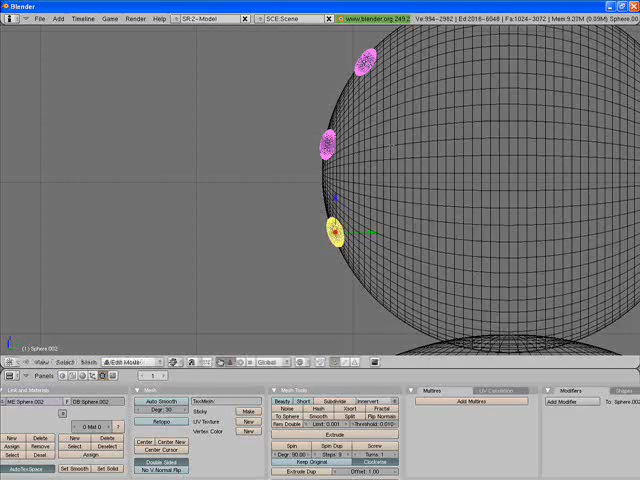 Blender
File Add Timeline Game Render Help SR:2-Model SCE:Scene www.blender.org 249.2 Ve:994-2982 | Ed:2016-6048 | Fa:1024-3072 | Mem:9.23M (0.09M) Sphere.00
(1) Sphere.002
View Select Mesh Edit Mode Global
Panels 1
Link and Materials Mesh Mesh Tools Multires UV Calculation Modifiers Shapes
ME:Sphere.002 F OB:Sphere.002 Auto Smooth TexMesh: Beauty Short Subdivide Innervert Add Multires Add Modifier To: Sphere.002
Degr: 30 Sticky Make Noise Hash Xsort Fractal
Retopo UV Texture New To Sphere Smooth Split Flip Normals
0 Mat 0 ? Vertex Color New Rem Double Limit: 0.001 Threshold: 0.010
New Delete New Delete Center Center New Extrude
Assign Remove Select Deselect Center Cursor Spin Spin Dup Screw
Select Desel Assign Double Sided Degr: 90.00 Steps: 9 Turns: 1
AutoTexSpace Set Smooth Set Solid No V.Normal Flip Keep Original Clockwise
Extrude Dup Offset: 1.00